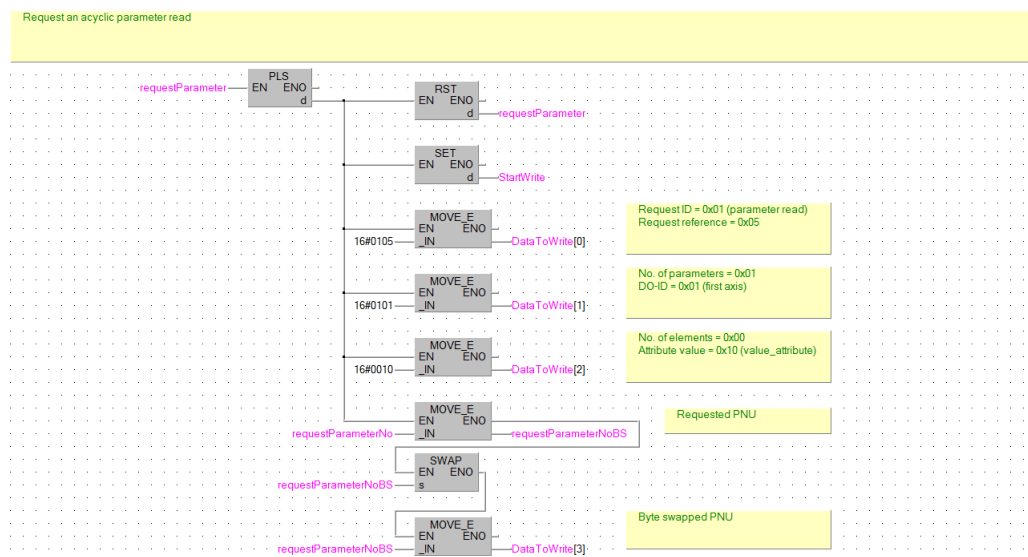 Request an acyclic parameter read
PLS
requestParameter EN ENO
d
RST
EN ENO
d requestParameter
SET
EN ENO
d StartWrite
MOVE_E
EN ENO
16#0105 _IN DataToWrite[0]
Request ID = 0x01 (parameter read)
Request reference = 0x05
MOVE_E
EN ENO
16#0101 _IN DataToWrite[1]
No. of parameters = 0x01
DO-ID = 0x01 (first axis)
MOVE_E
EN ENO
16#0010 _IN DataToWrite[2]
No. of elements = 0x00
Attribute value = 0x10 (value_attribute)
MOVE_E
EN ENO
requestParameterNo _IN requestParameterNoBS
Requested PNU
SWAP
EN ENO
requestParameterNoBS s
MOVE_E
EN ENO
requestParameterNoBS _IN DataToWrite[3]
Byte swapped PNU